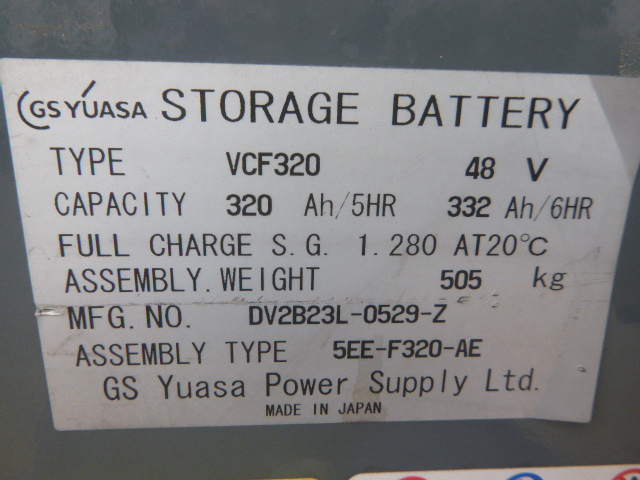 GS YUASA STORAGE BATTERY
TYPE VCF320 48 V
CAPACITY 320 Ah/5HR 332 Ah/6HR
FULL CHARGE S.G. 1.280 AT20℃
ASSEMBLY.WEIGHT 505 kg
MFG.NO. DV2B23L-0529-Z
ASSEMBLY TYPE 5EE-F320-AE
GS Yuasa Power Supply Ltd.
MADE IN JAPAN